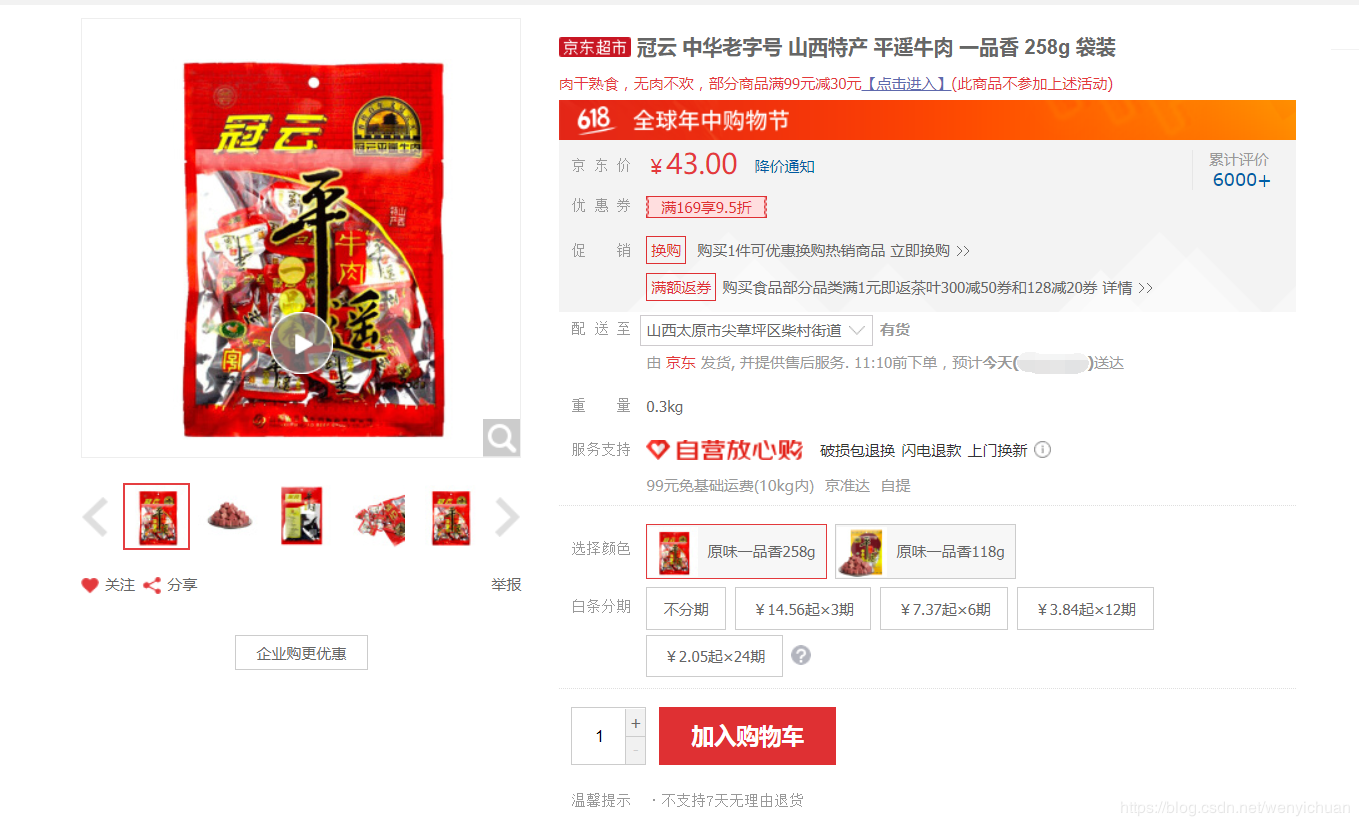 京东超市 冠云 中华老字号 山西特产 平遥牛肉 一品香 258g 袋装
肉干熟食，无肉不欢，部分商品满99元减30元【点击进入】(此商品不参加上述活动)
618 全球年中购物节
京东价 ￥43.00 降价通知
累计评价
6000+
优惠券 满169享9.5折
促销 换购 购买1件可优惠换购热销商品 立即换购 >>
满额返券 购买食品部分品类满1元即返茶叶300减50券和128减20券 详情 >>
配送至 山西太原市尖草坪区柴村街道 有货
由 京东 发货, 并提供售后服务. 11:10前下单，预计今天( )送达
重量 0.3kg
服务支持 自营放心购 破损包退换 闪电退款 上门换新
99元免基础运费(10kg内) 京准达 自提
选择颜色 原味一品香258g 原味一品香118g
白条分期 不分期 ￥14.56起×3期 ￥7.37起×6期 ￥3.84起×12期
￥2.05起×24期 ?
1 + -
加入购物车
温馨提示 ·不支持7天无理由退货
冠云
冠云平遥牛肉
山西特产
平遥
牛肉
关注 分享 举报
企业购更优惠
https://blog.csdn.net/wenyichuan